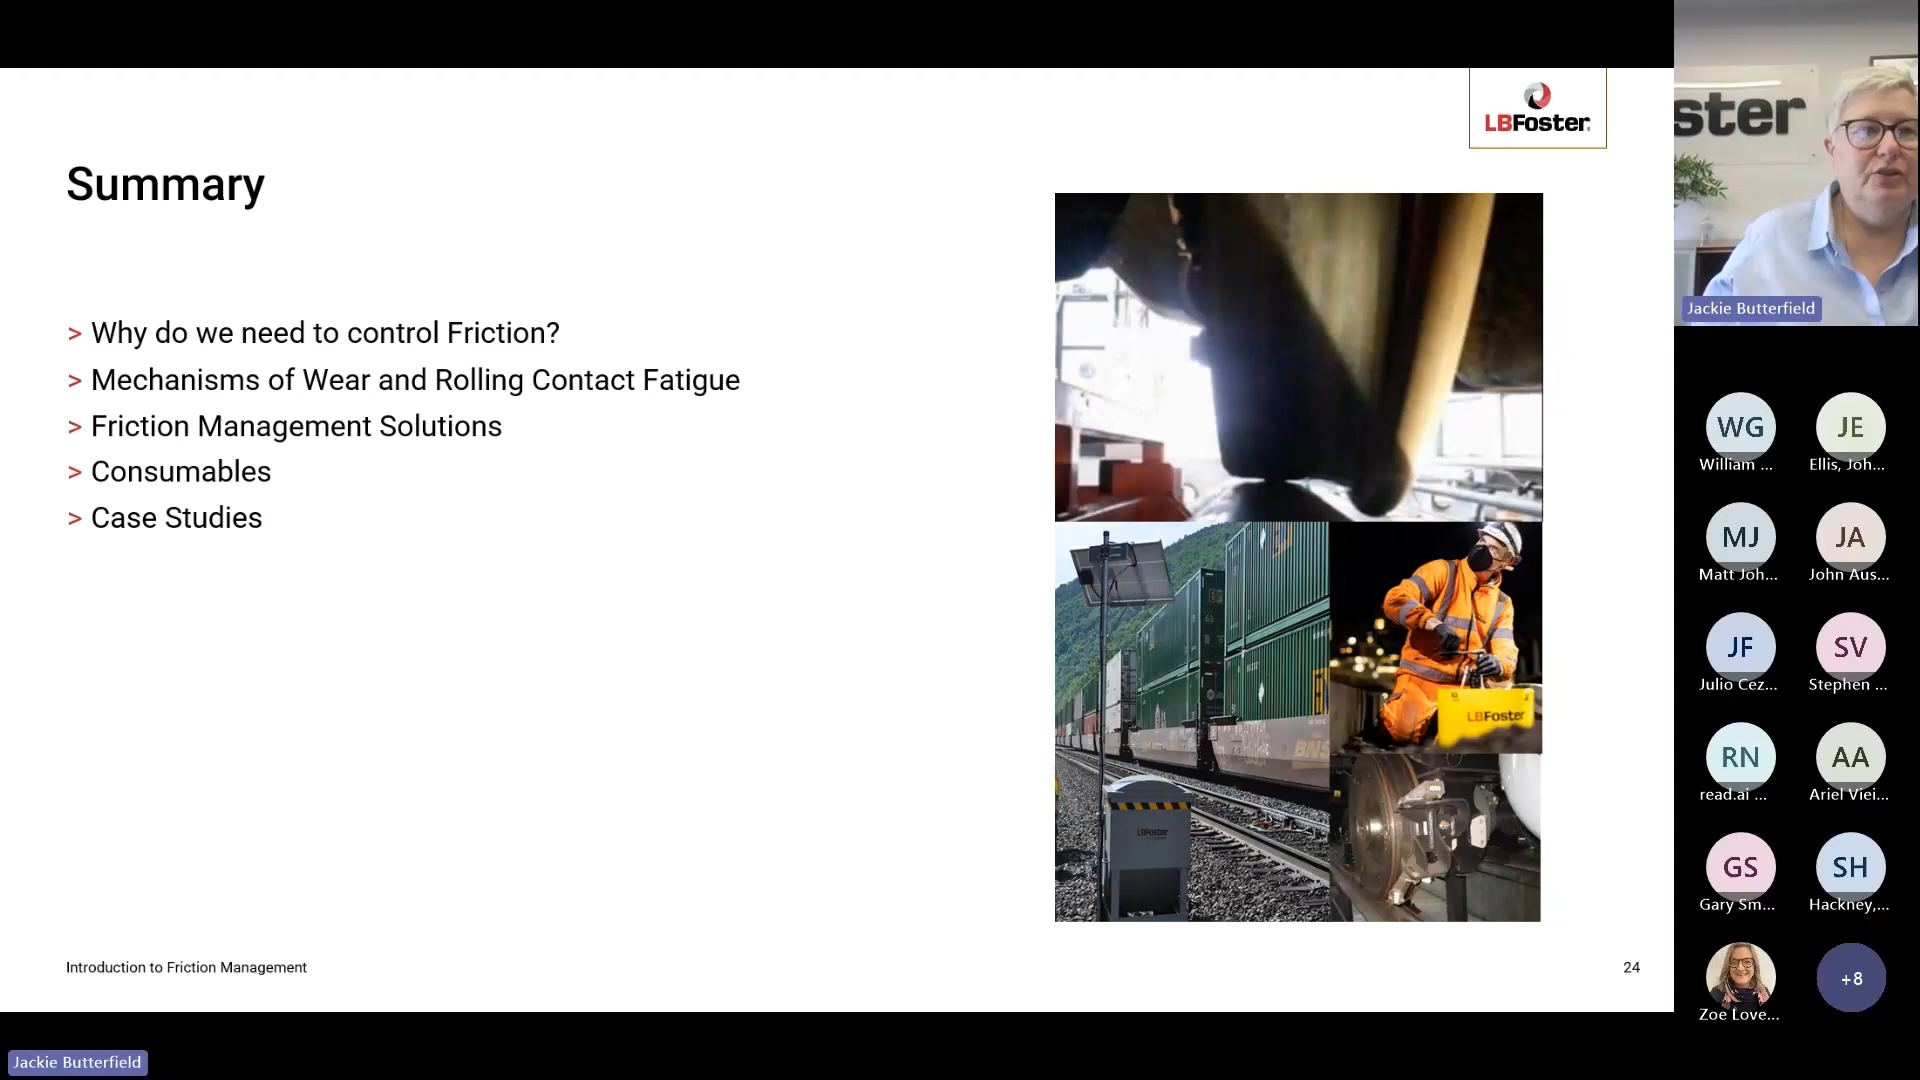 LBFoster
Summary
> Why do we need to control Friction?
> Mechanisms of Wear and Rolling Contact Fatigue
> Friction Management Solutions
> Consumables
> Case Studies
LBFoster
LBFoster
Introduction to Friction Management
24
ster
Jackie Butterfield
WG
William ...
JE
Ellis, Joh...
MJ
Matt Joh...
JA
John Aus...
JF
Julio Cez...
SV
Stephen ...
RN
read.ai ...
AA
Ariel Viei...
GS
Gary Sm...
SH
Hackney,...
Zoe Love...
+8
Jackie Butterfield